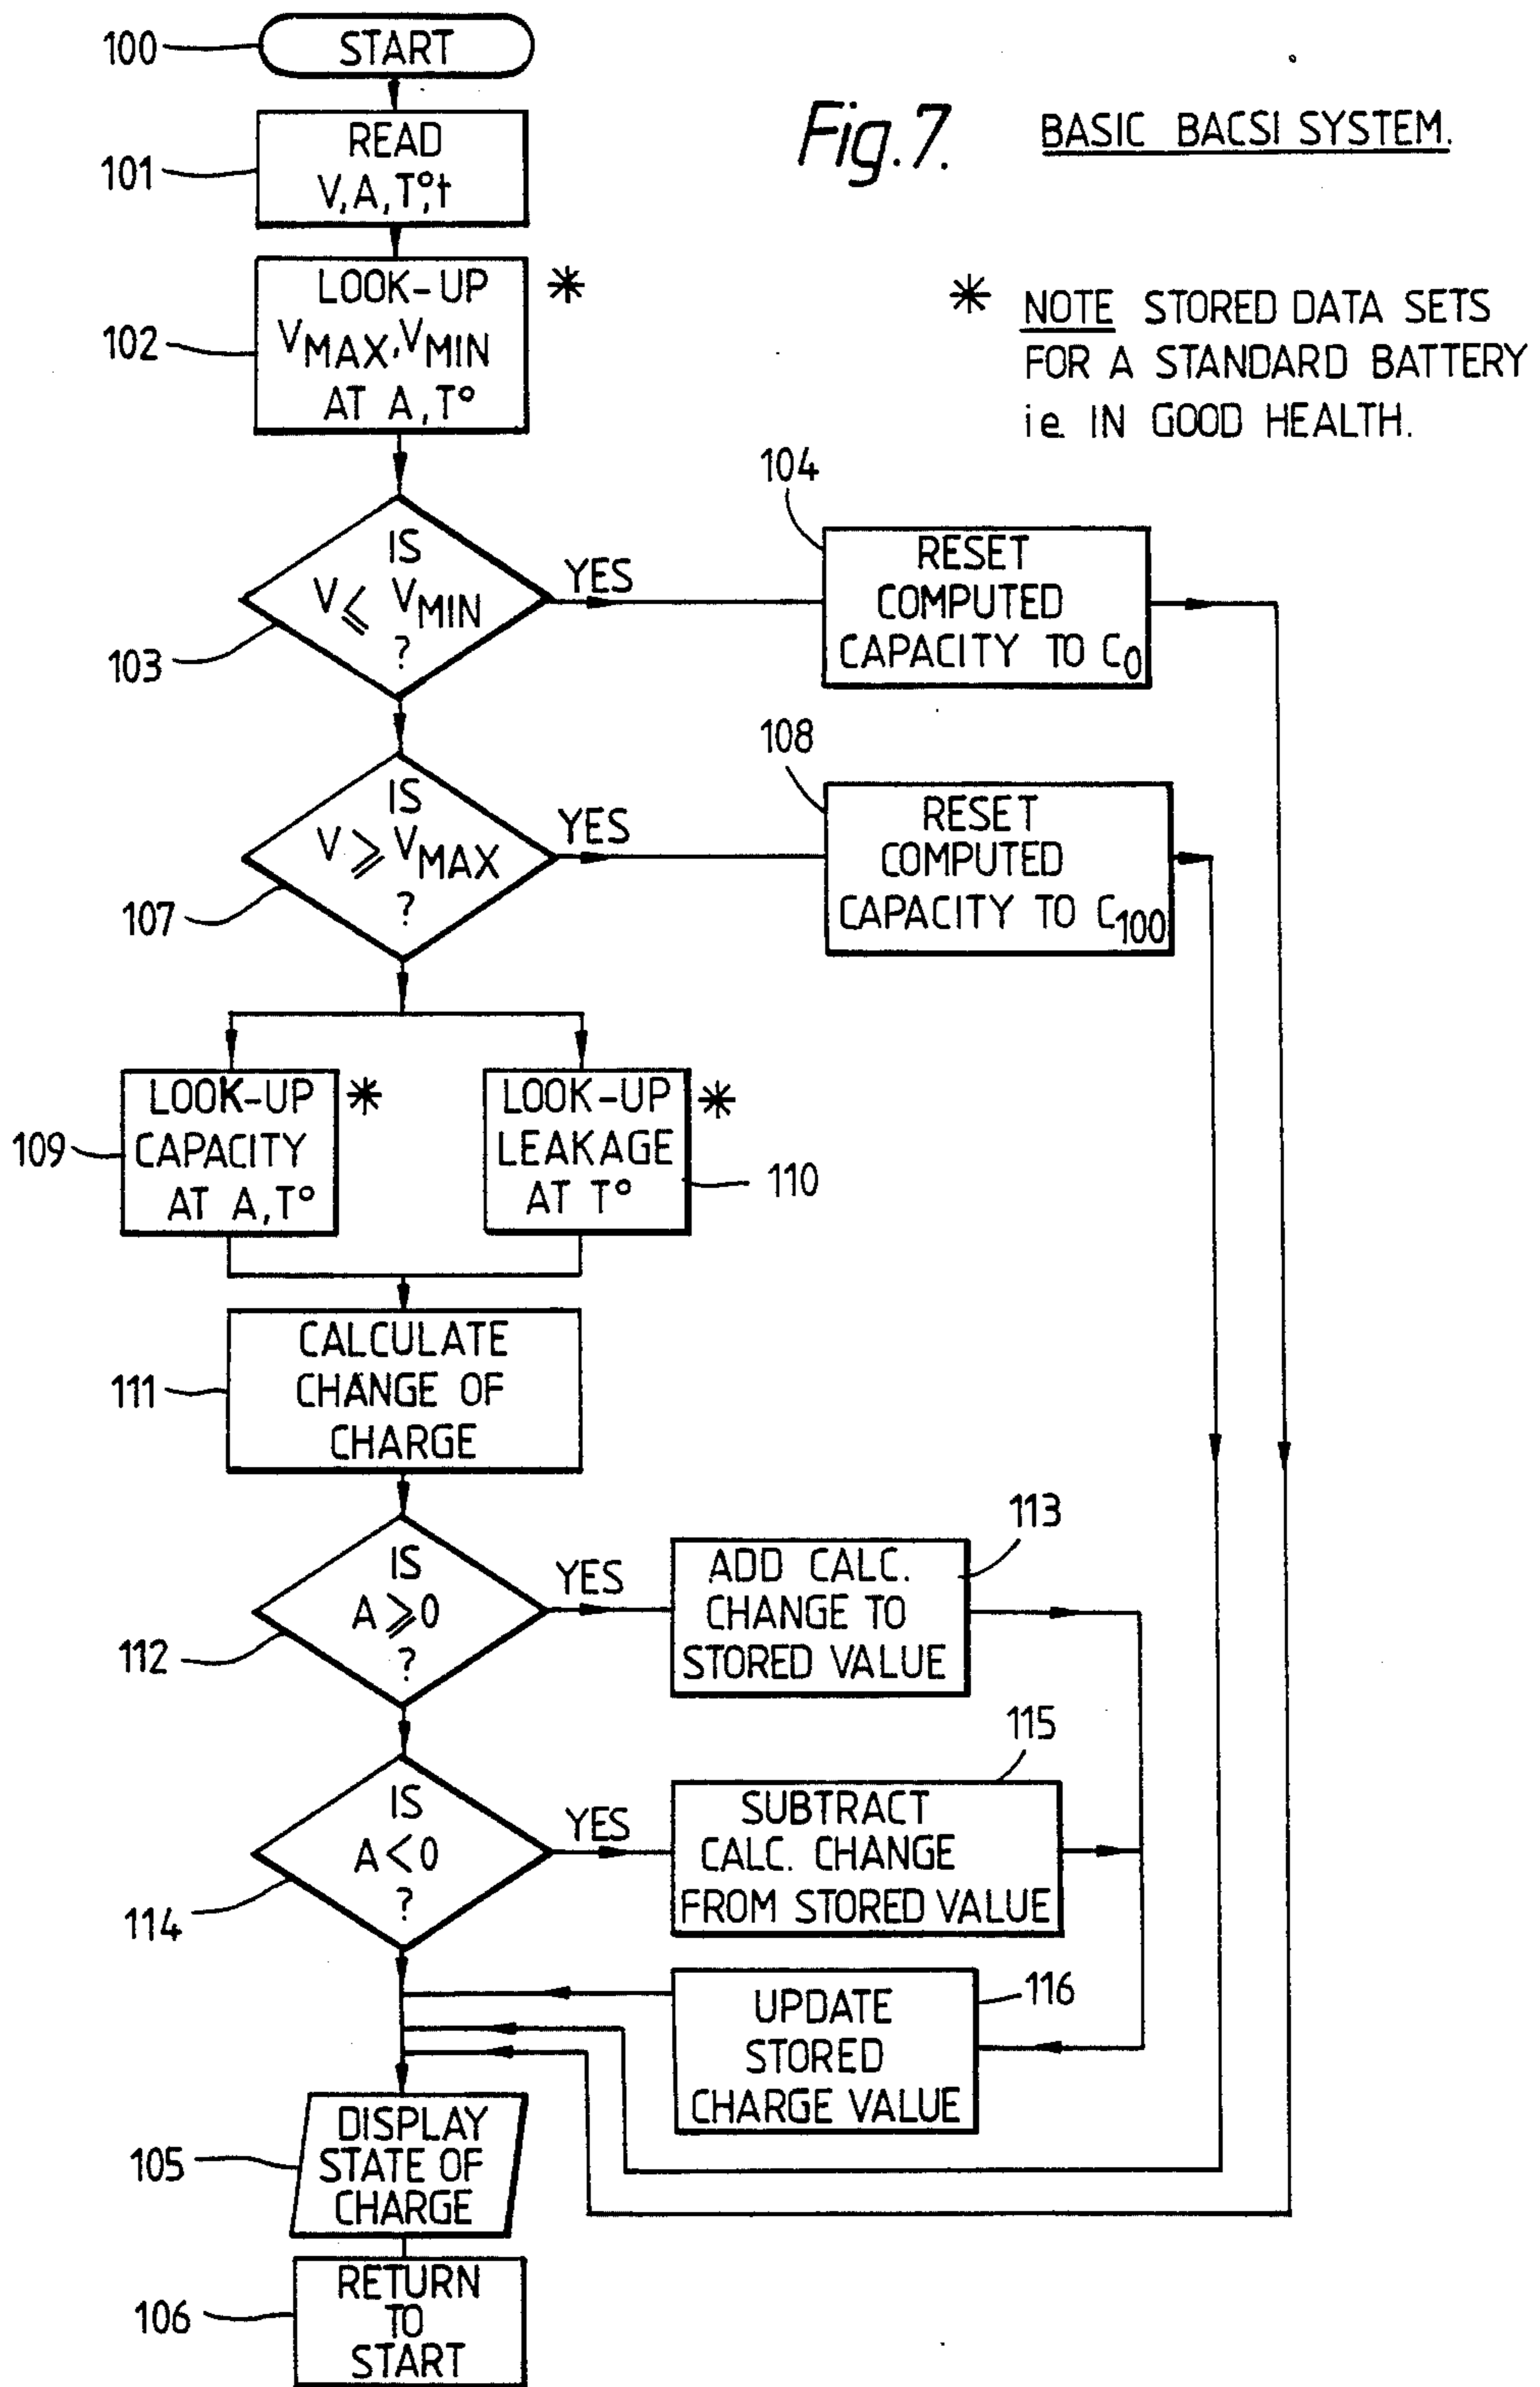 100
START
Fig.7.
BASIC BACSI SYSTEM.
101
READ
V, A, T°, t
102
LOOK-UP *
VMAX, VMIN
AT A, T°
* NOTE STORED DATA SETS
FOR A STANDARD BATTERY
ie. IN GOOD HEALTH.
103
IS
V ⩽ VMIN
?
YES
104
RESET
COMPUTED
CAPACITY TO C0
107
IS
V ⩾ VMAX
?
YES
108
RESET
COMPUTED
CAPACITY TO C100
109
LOOK-UP *
CAPACITY
AT A, T°
LOOK-UP *
LEAKAGE
AT T°
110
111
CALCULATE
CHANGE OF
CHARGE
112
IS
A ⩾ 0
?
YES
113
ADD CALC.
CHANGE TO
STORED VALUE
114
IS
A < 0
?
YES
115
SUBTRACT
CALC. CHANGE
FROM STORED VALUE
116
UPDATE
STORED
CHARGE VALUE
105
DISPLAY
STATE OF
CHARGE
106
RETURN
TO
START